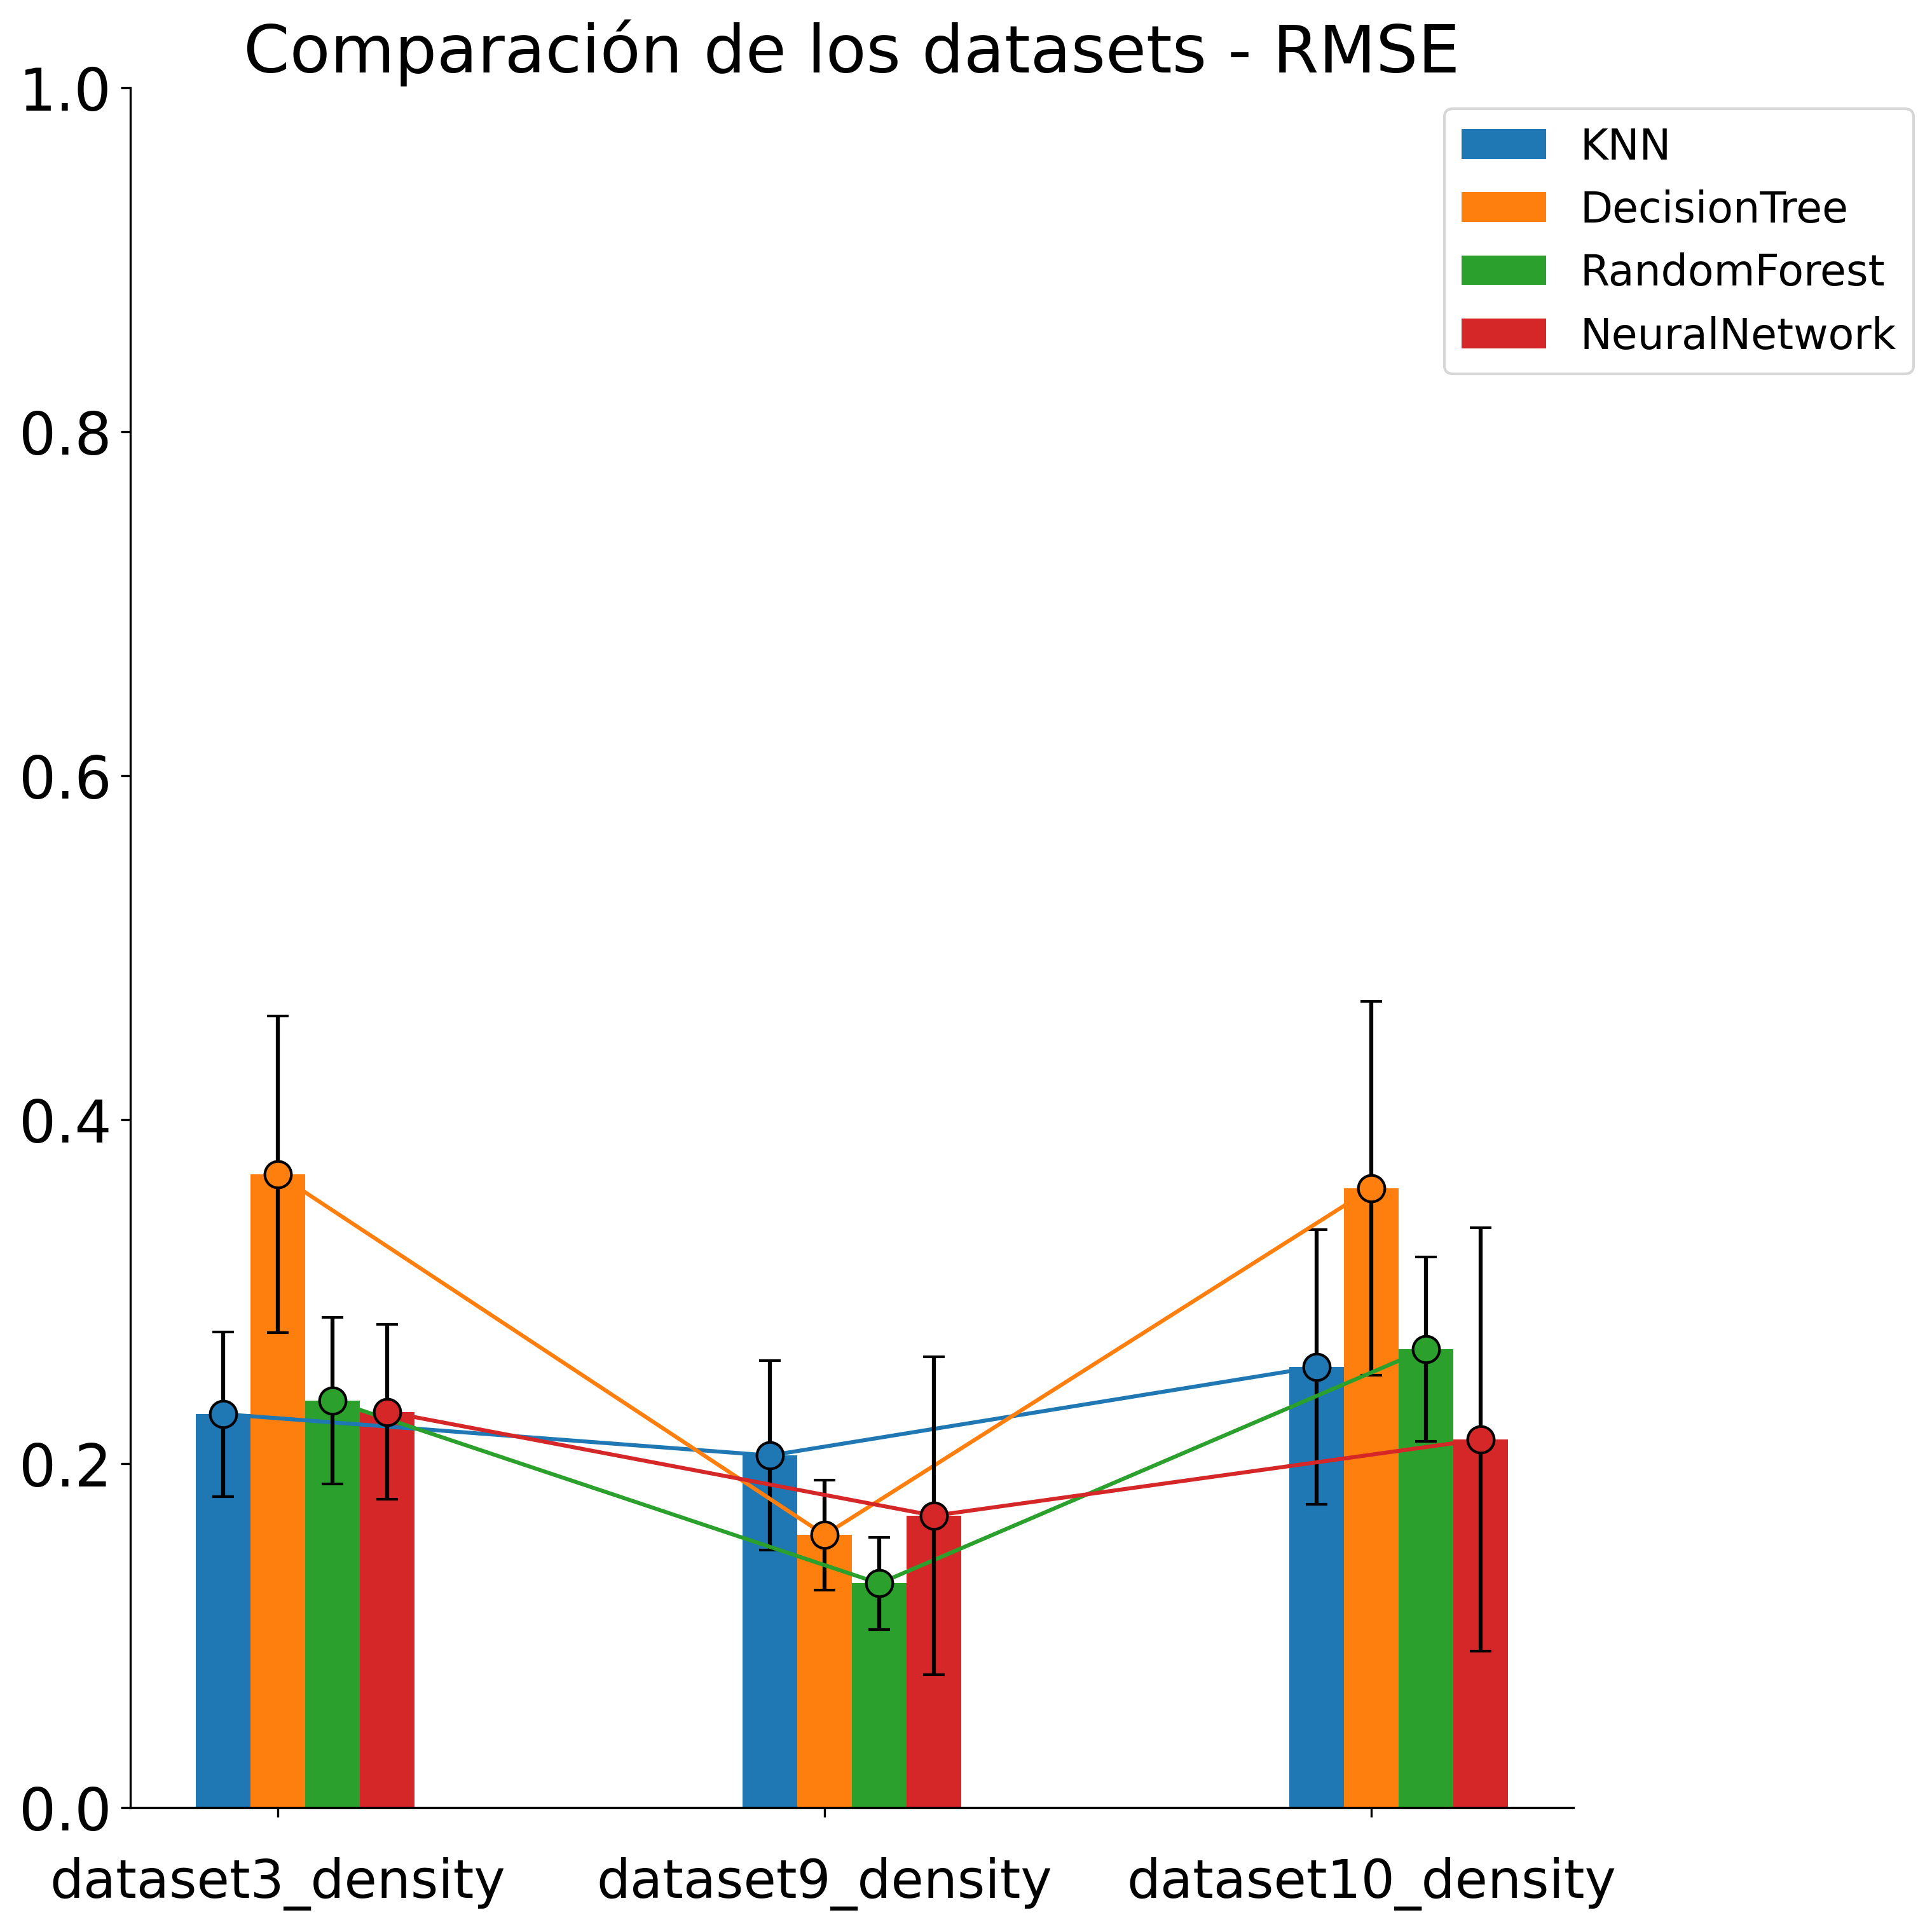 Comparación de los datasets - RMSE
1.0
0.8
0.6
0.4
0.2
0.0
KNN
DecisionTree
RandomForest
NeuralNetwork
dataset3_density
dataset9_density
dataset10_density